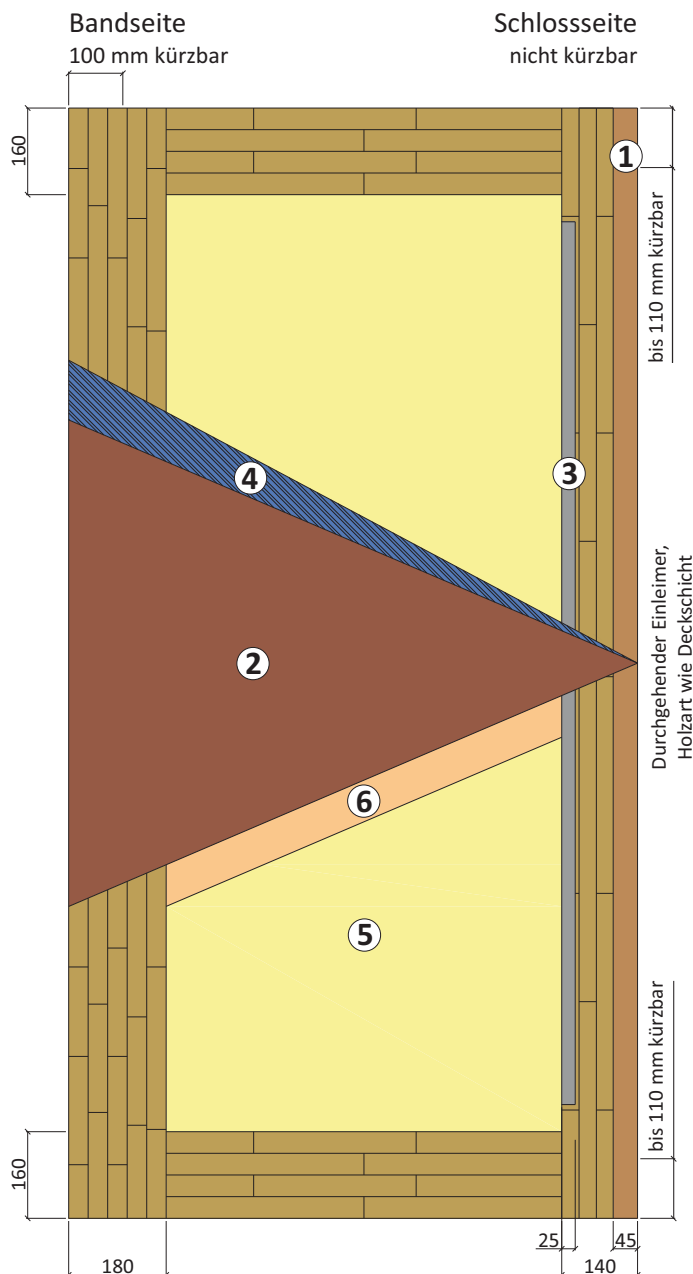 Bandseite
100 mm kürzbar
Schlossseite
nicht kürzbar
160
1
bis 110 mm kürzbar
4
3
2
Durchgehender Einleimer,
Holzart wie Deckschicht
6
5
bis 110 mm kürzbar
160
25
45
180
140